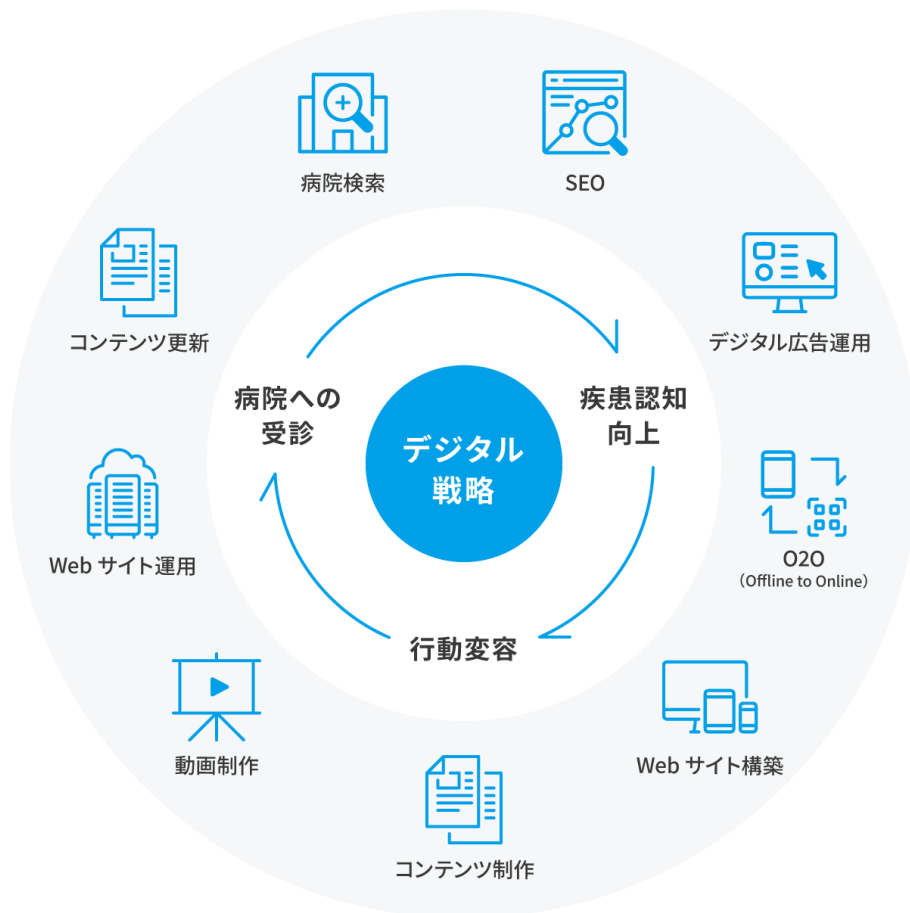 病院検索
SEO
コンテンツ更新
デジタル広告運用
病院への
受診
疾患認知
向上
デジタル
戦略
Web サイト運用
O2O
（Offline to Online）
行動変容
動画制作
Web サイト構築
コンテンツ制作